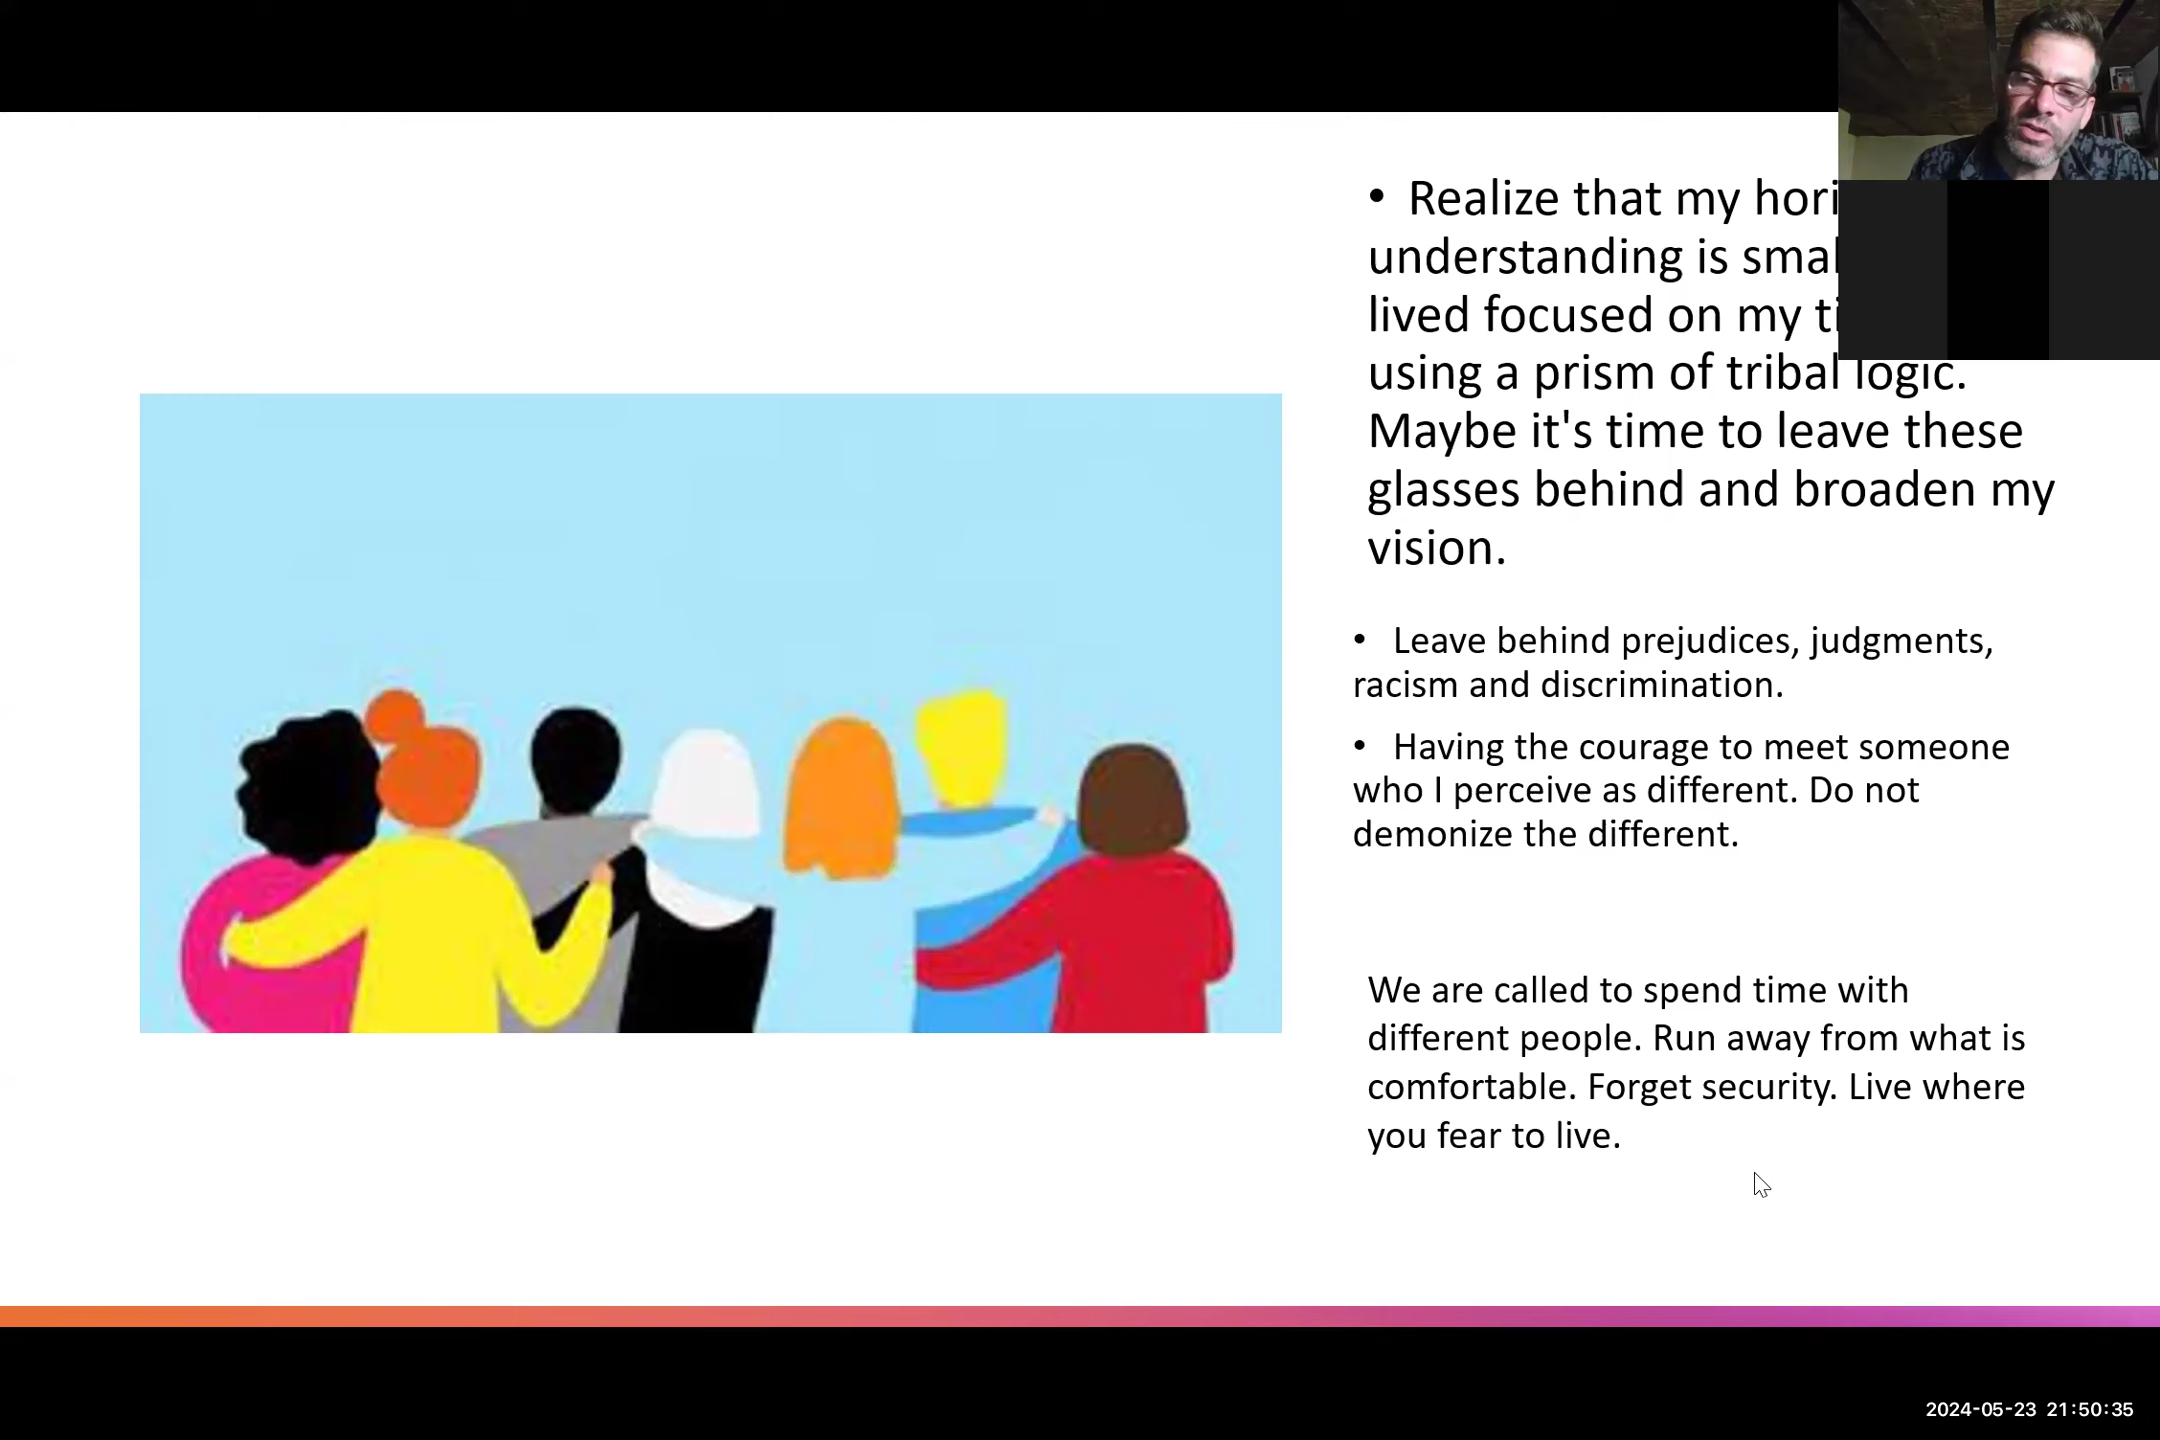 • Realize that my
understanding is
lived focused on my
using a prism of tribal logic.
Maybe it's time to leave these
glasses behind and broaden my
vision.
• Leave behind prejudices, judgments,
racism and discrimination.
• Having the courage to meet someone
who I perceive as different. Do not
demonize the different.
We are called to spend time with
different people. Run away from what is
comfortable. Forget security. Live where
you fear to live.
2024-05-23 21:50:35